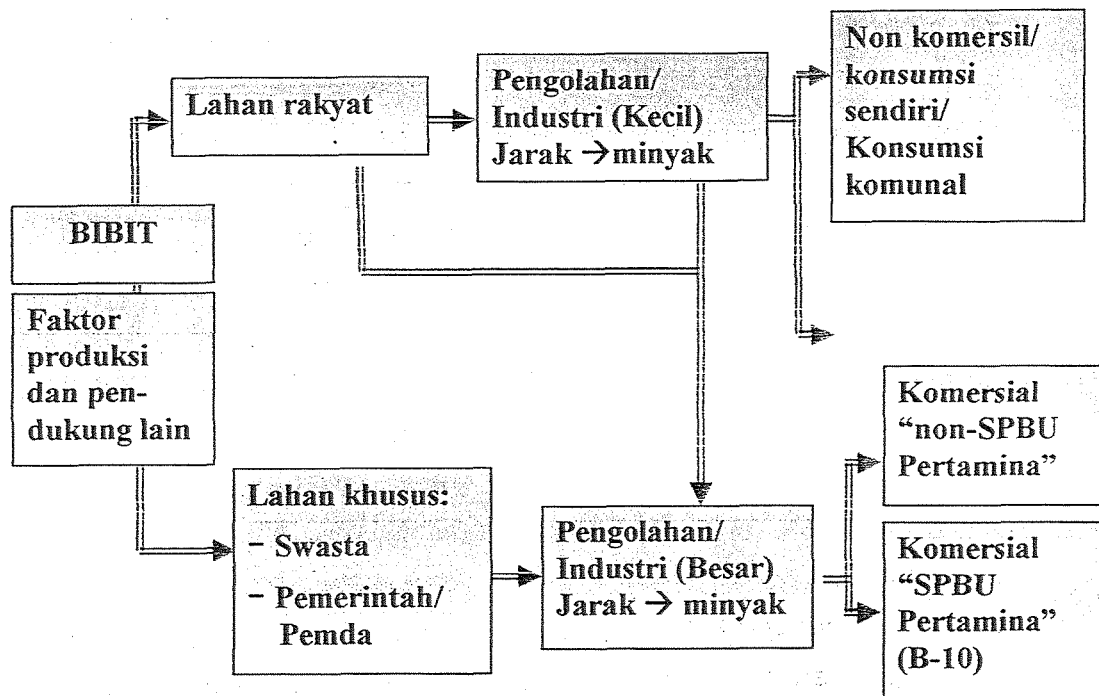 Lahan rakyat
Pengolahan/
Industri (Kecil)
Jarak →minyak
Non komersil/
konsumsi
sendiri/
Konsumsi
komunal
BIBIT
Faktor
produksi
dan pen-
dukung lain
Lahan khusus:
- Swasta
- Pemerintah/
Pemda
Pengolahan/
Industri (Besar)
Jarak → minyak
Komersial
“non-SPBU
Pertamina”
Komersial
“SPBU
Pertamina”
(B-10)